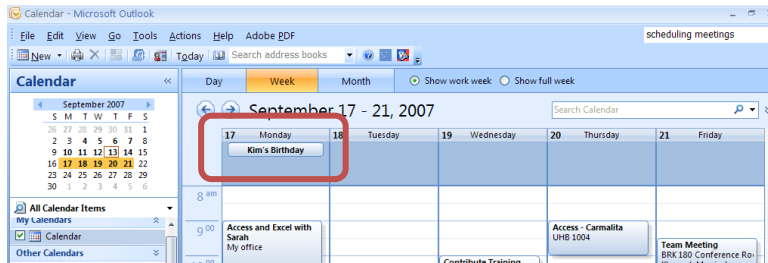 Calendar - Microsoft Outlook
File Edit View Go Tools Actions Help Adobe PDF
scheduling meetings
New Today Search address books
Calendar «
Day Week Month Show work week Show full week
September 2007
September 17 - 21, 2007
Search Calendar
S M T W T F S
26 27 28 29 30 31 1
2 3 4 5 6 7 8
9 10 11 12 13 14 15
16 17 18 19 20 21 22
23 24 25 26 27 28 29
30 1 2 3 4 5 6
17 Monday 18 Tuesday 19 Wednesday 20 Thursday 21 Friday
Kim's Birthday
All Calendar Items
My Calendars
Calendar
Other Calendars
8 am
9 00
Access and Excel with
Sarah
My office
Access - Carmalita
UHB 1004
Team Meeting
BRK 180 Conference Ro
Contribute Training